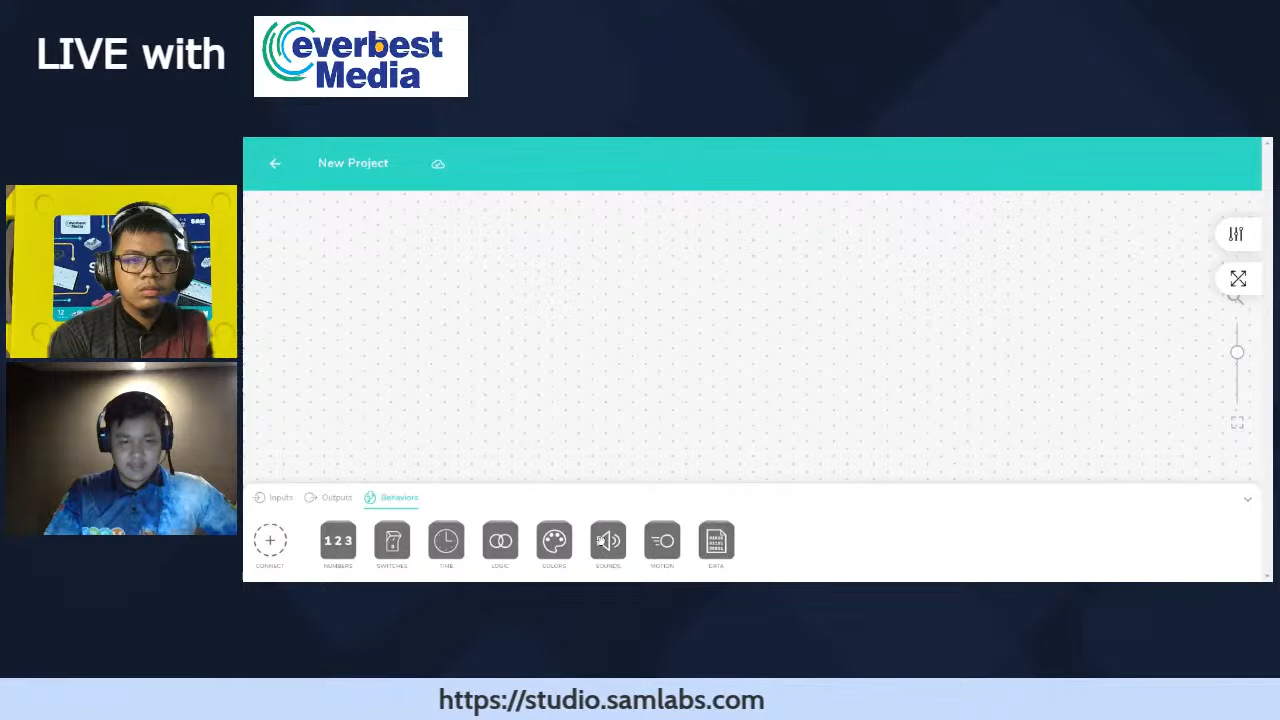 LIVE with
everbest
Media
New Project
Inputs
Outputs
Behaviors
CONNECT
1 2 3
NUMBERS
SWITCHES
TIME
LOGIC
COLORS
SOUNDS
MOTION
DATA
https://studio.samlabs.com